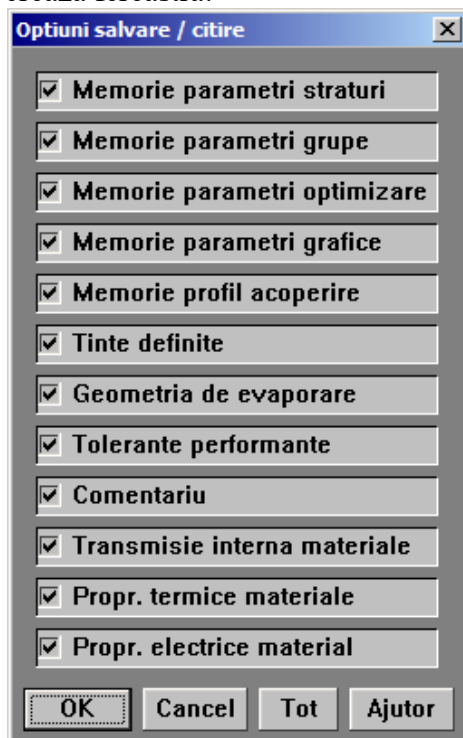 Optiuni salvare / citire
Memorie parametri straturi
Memorie parametri grupe
Memorie parametri optimizare
Memorie parametri grafice
Memorie profil acoperire
Tinte definite
Geometria de evaporare
Tolerante performante
Comentariu
Transmisie interna materiale
Propr. termice materiale
Propr. electrice material
OK Cancel Tot Ajutor